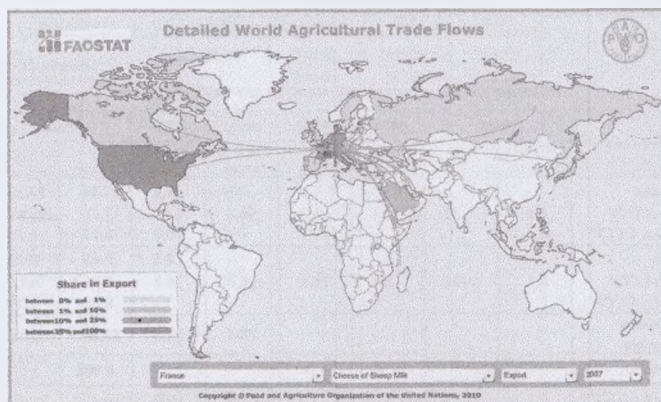 FAOSTAT
Detailed World Agricultural Trade Flows
FAO
Share in Export
between 0% and 1%
between 1% and 10%
between 10% and 25%
between 25% and 100%
France
Cheese of Sheep Milk
Export
2007
Copyright © Food and Agriculture Organization of the United Nations, 2010